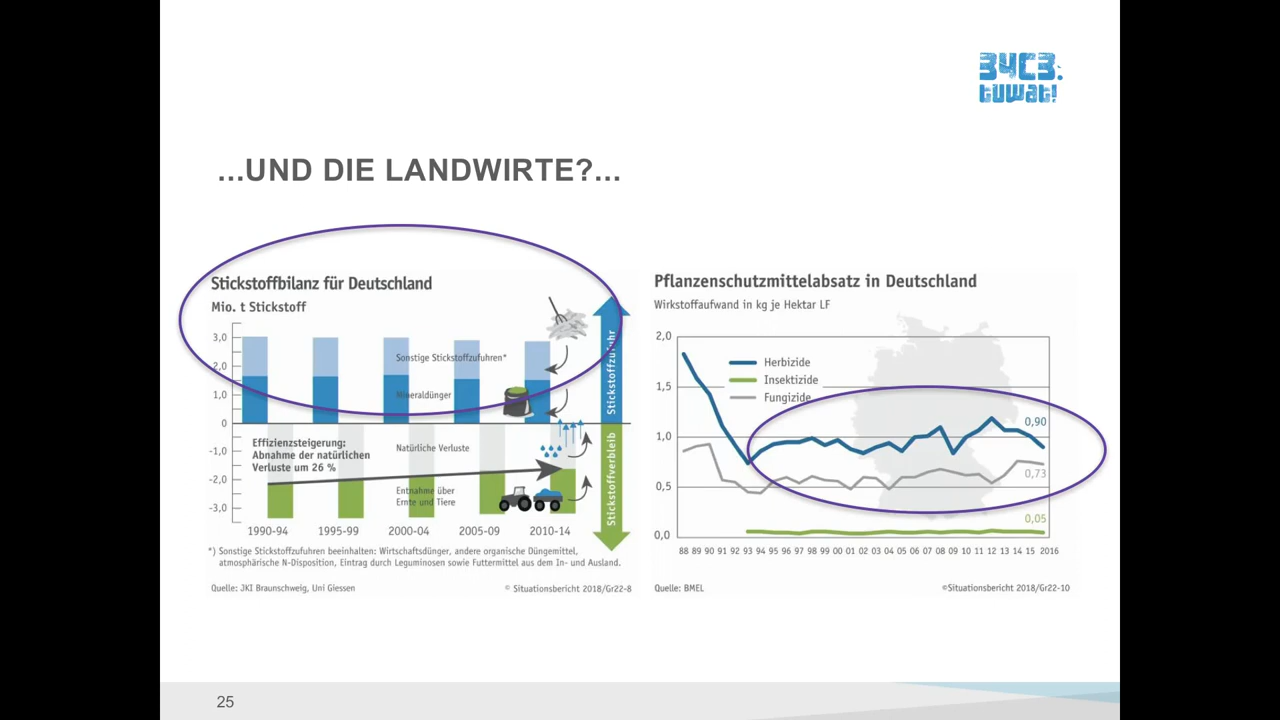 34C3.
tuwat!
...UND DIE LANDWIRTE?...
Stickstoffbilanz für Deutschland
Mio. t Stickstoff
3,0
2,0
1,0
0
-1,0
-2,0
-3,0
Sonstige Stickstoffzufuhren*
Mineraldünger
Effizienzsteigerung:
Abnahme der natürlichen
Verluste um 26 %
Natürliche Verluste
Entnahme über
Ernte und Tiere
Stickstoffzufuhr
Stickstoffverbleib
1990-94 1995-99 2000-04 2005-09 2010-14
*) Sonstige Stickstoffzufuhren beeinhalten: Wirtschaftsdünger, andere organische Düngemittel,
atmosphärische N-Disposition, Eintrag durch Leguminosen sowie Futtermittel aus dem In- und Ausland.
Quelle: JKI Braunschweig, Uni Giessen
© Situationsbericht 2018/Gr22-8
Pflanzenschutzmittelabsatz in Deutschland
Wirkstoffaufwand in kg je Hektar LF
2,0
1,5
1,0
0,5
0,0
Herbizide
Insektizide
Fungizide
0,90
0,73
0,05
88 89 90 91 92 93 94 95 96 97 98 99 00 01 02 03 04 05 06 07 08 09 10 11 12 13 14 15 2016
Quelle: BMEL
©Situationsbericht 2018/Gr22-10
25